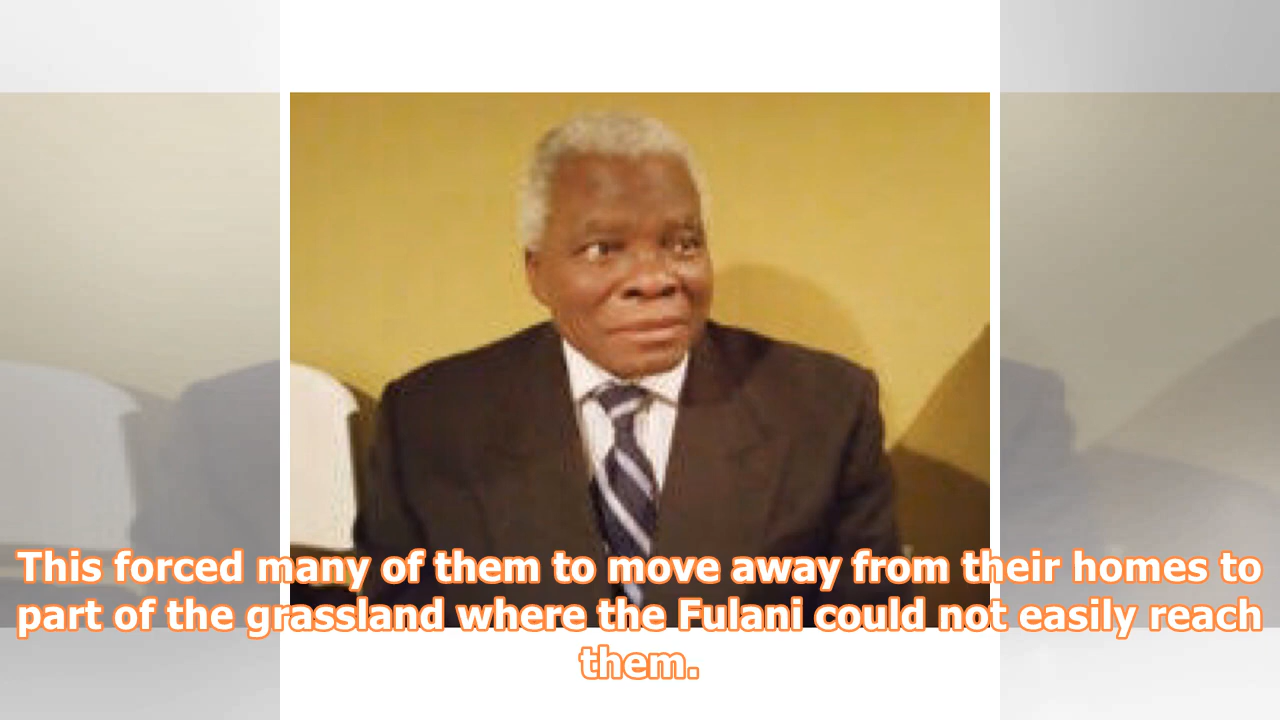 This forced many of them to move away from their homes to
part of the grassland where the Fulani could not easily reach
them.